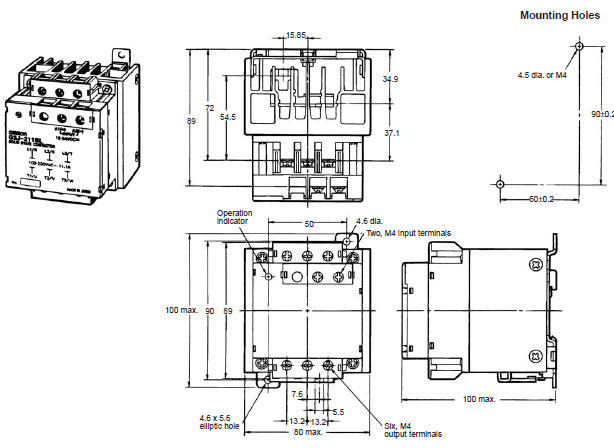 Mounting Holes
15.85
4.5 dia. or M4
34.9
72
54.5
89
37.1
90±0.2
50±0.2
OMRON
G3J-211BL
SOLID STATE CONTACTOR
Operation
indicator
50
4.6 dia.
Two, M4 input terminals
100 max.
90
89
7.6
5.5
13.2
13.2
80 max.
4.6 x 5.6
elliptic hole
Six, M4
output terminals
100 max.